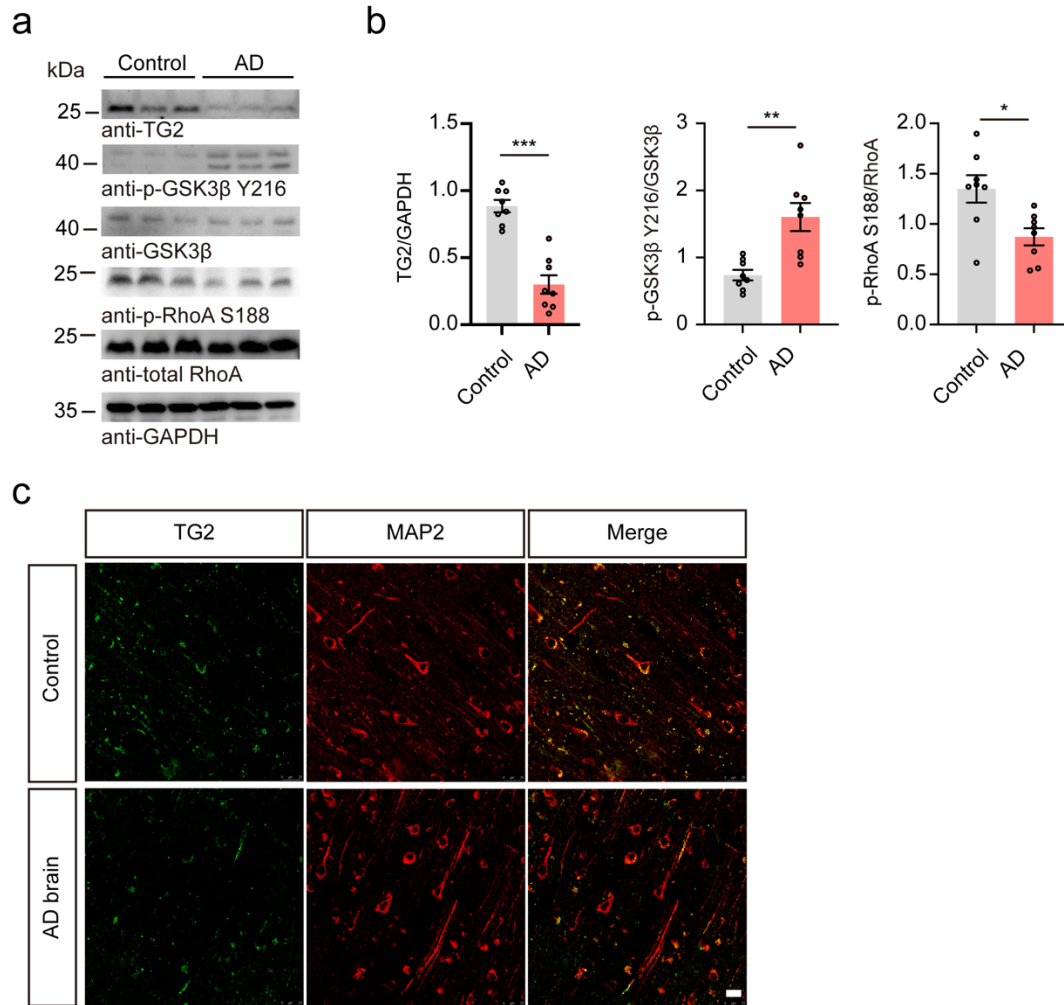 a
kDa
Control AD
25
anti-TG2
40
anti-p-GSK3β Y216
40
anti-GSK3β
25
anti-p-RhoA S188
25
anti-total RhoA
35
anti-GAPDH
b
TG2/GAPDH
1.5
1.0
0.5
0.0
***
Control
AD
p-GSK3β Y216/GSK3β
3
2
1
0
**
Control
AD
p-RhoA S188/RhoA
2.0
1.5
1.0
0.5
0.0
*
Control
AD
c
TG2 MAP2 Merge
Control
AD brain